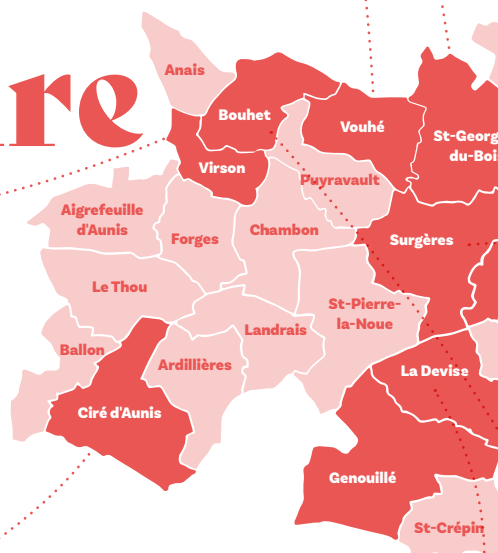 ire
Anais
Bouhet
Vouhé
St-Georg
du-Boi
Virson
Puyravault
Aigrefeuille
d'Aunis
Forges
Chambon
Surgères
Le Thou
St-Pierre-
la-Noue
Landrais
Ballon
Ardillières
La Devise
Ciré d'Aunis
Genouillé
St-Crépin